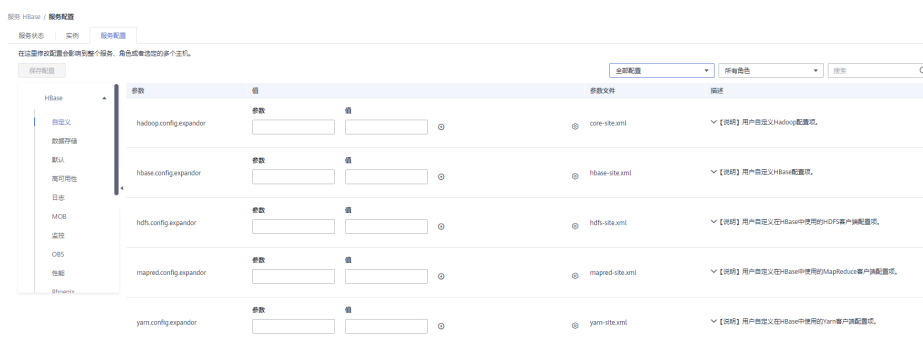 服务 HBase / 服务配置
服务状态 实例 服务配置
在这里修改配置会影响到整个服务、角色或者选定的多个主机。
保存配置 全部配置 所有角色 搜索
HBase
自定义
数据存储
默认
高可用性
日志
MOB
监控
OBS
性能
Phoenix
参数 值 参数文件 描述
参数 值
hadoop.config.expandor core-site.xml 【说明】用户自定义Hadoop配置项。
参数 值
hbase.config.expandor hbase-site.xml 【说明】用户自定义HBase配置项。
参数 值
hdfs.config.expandor hdfs-site.xml 【说明】用户自定义在HBase中使用的HDFS客户端配置项。
参数 值
mapred.config.expandor mapred-site.xml 【说明】用户自定义在HBase中使用的MapReduce客户端配置项。
参数 值
yarn.config.expandor yarn-site.xml 【说明】用户自定义在HBase中使用的Yarn客户端配置项。